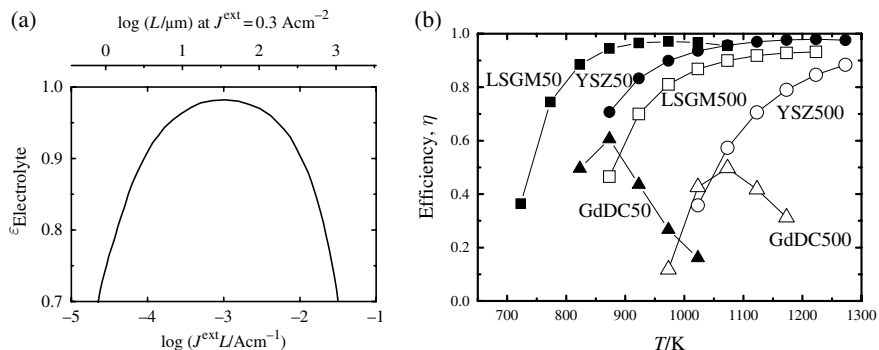 (a)
log (L/μm) at J^ext = 0.3 Acm⁻²
0 1 2 3
1.0
0.9
0.8
0.7
εElectrolyte
−5 −4 −3 −2 −1
log (J^ext L/Acm⁻¹)
(b)
1.0
0.8
0.6
0.4
0.2
0.0
Efficiency, η
LSGM50
YSZ50
LSGM500
YSZ500
GdDC50
GdDC500
700 800 900 1000 1100 1200 1300
T/K